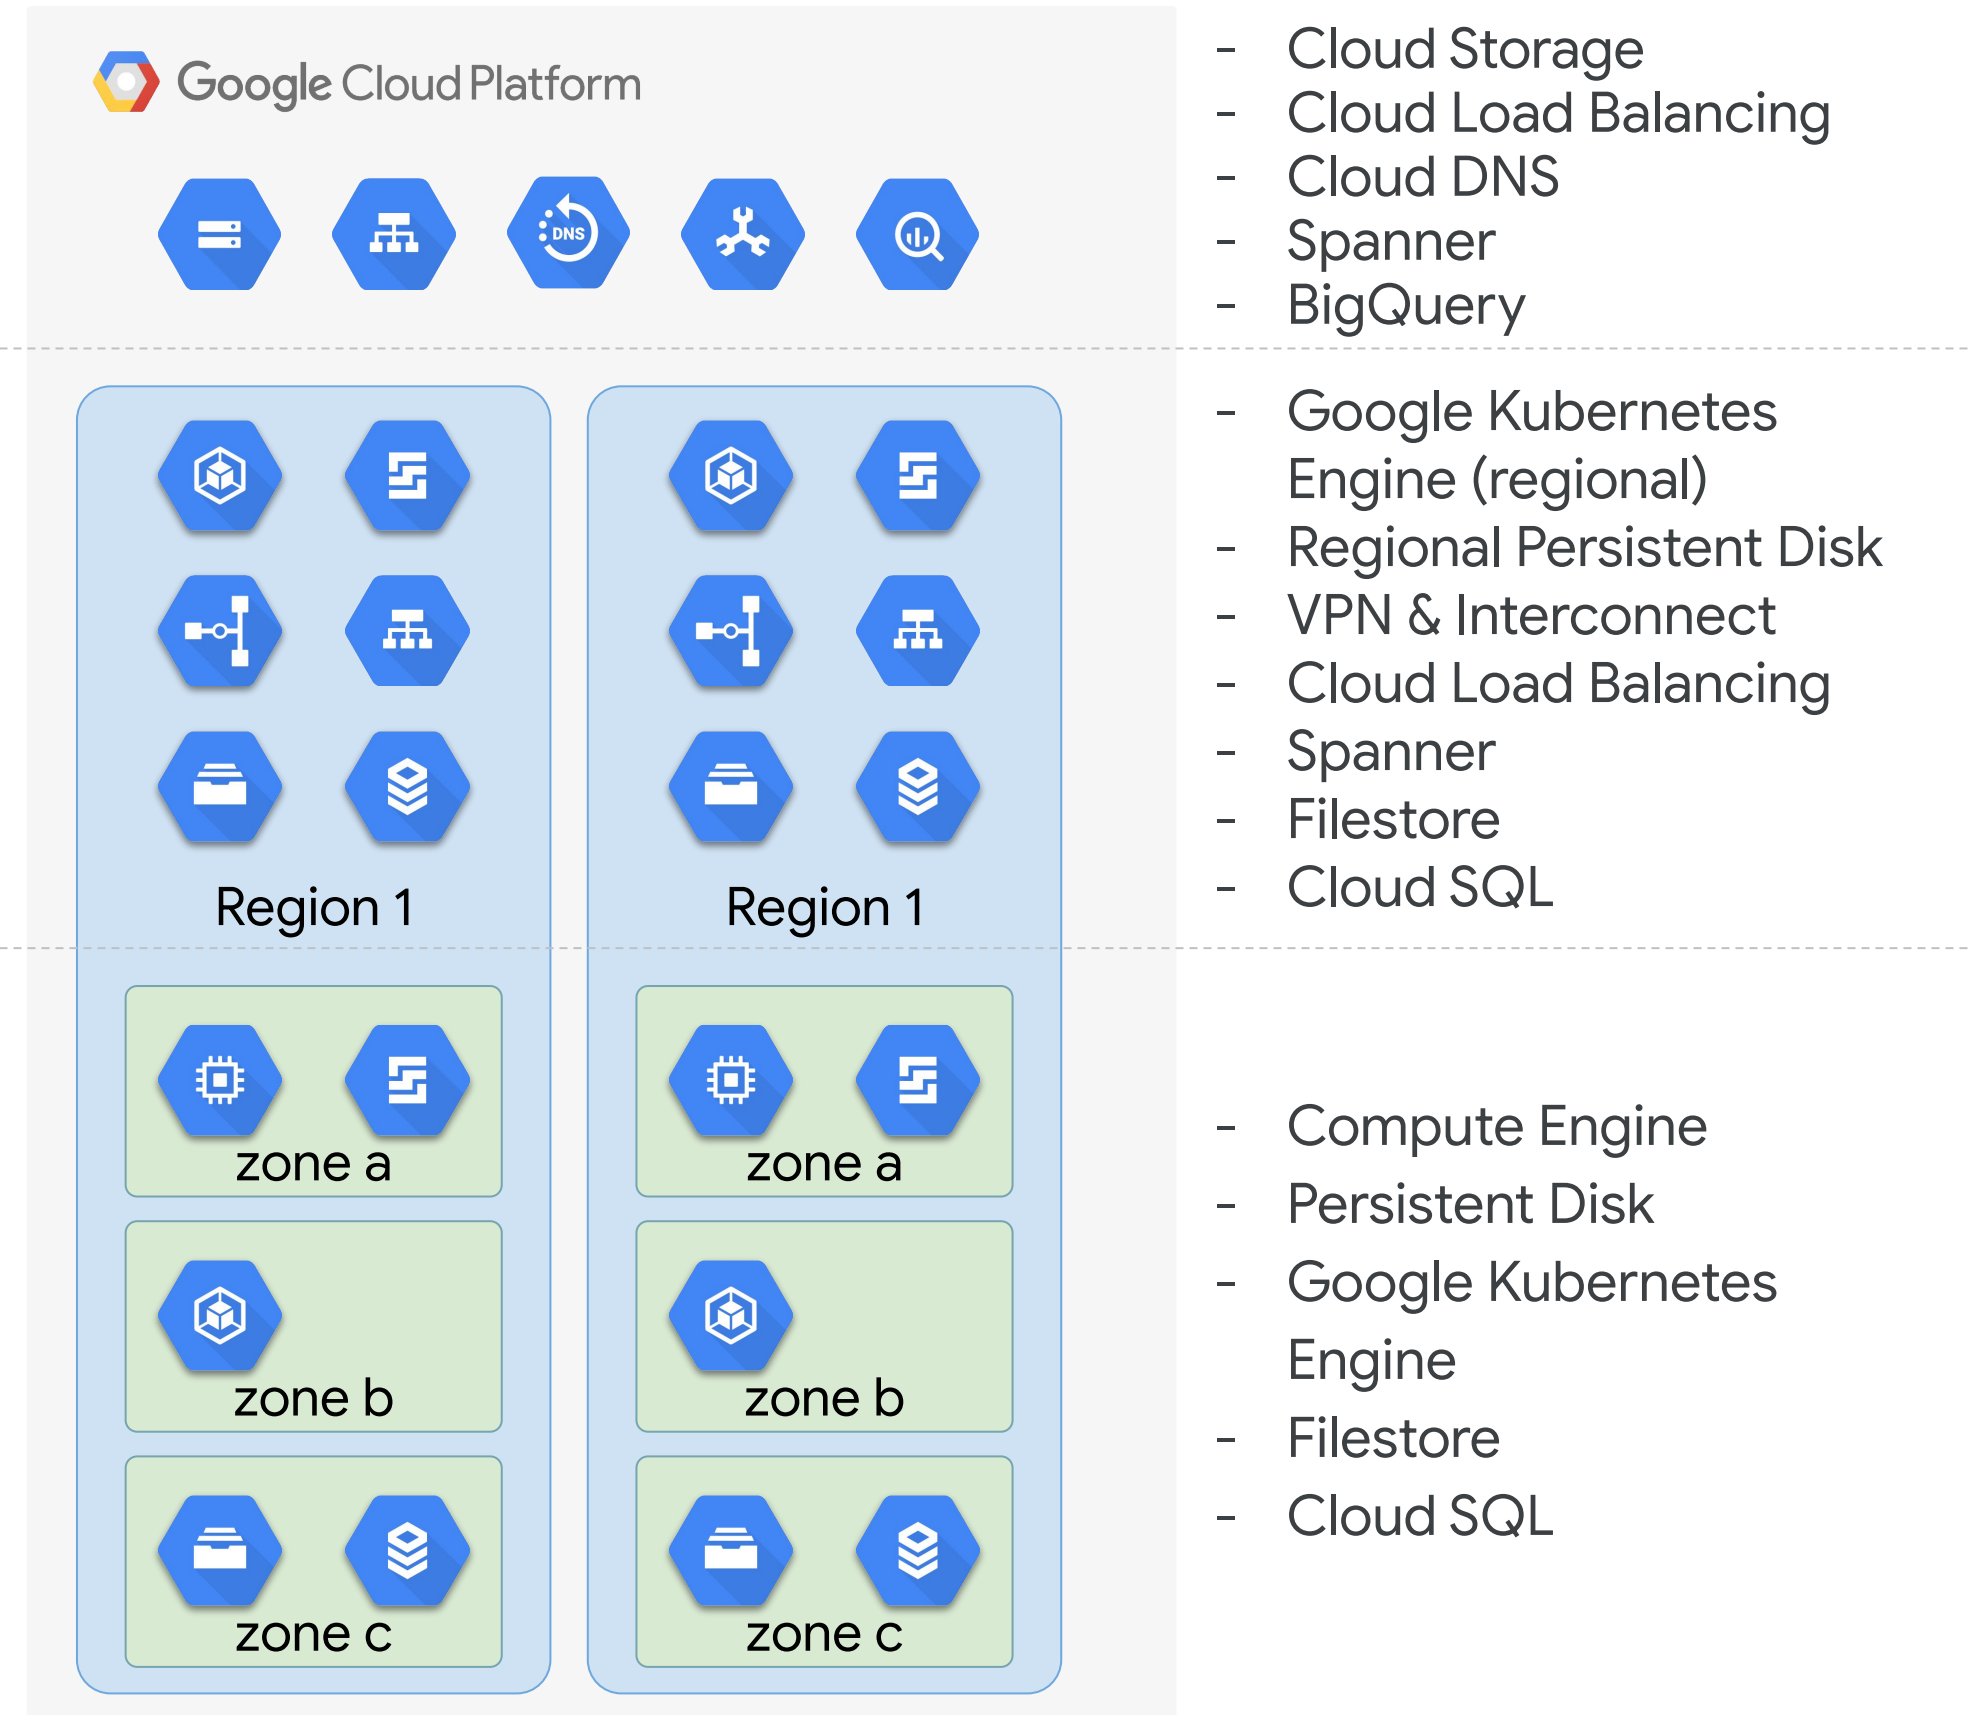 Google Cloud Platform
DNS
- Cloud Storage
- Cloud Load Balancing
- Cloud DNS
- Spanner
- BigQuery
Region 1
Region 1
- Google Kubernetes
Engine (regional)
- Regional Persistent Disk
- VPN & Interconnect
- Cloud Load Balancing
- Spanner
- Filestore
- Cloud SQL
zone a
zone a
zone b
zone b
zone c
zone c
- Compute Engine
- Persistent Disk
- Google Kubernetes
Engine
- Filestore
- Cloud SQL